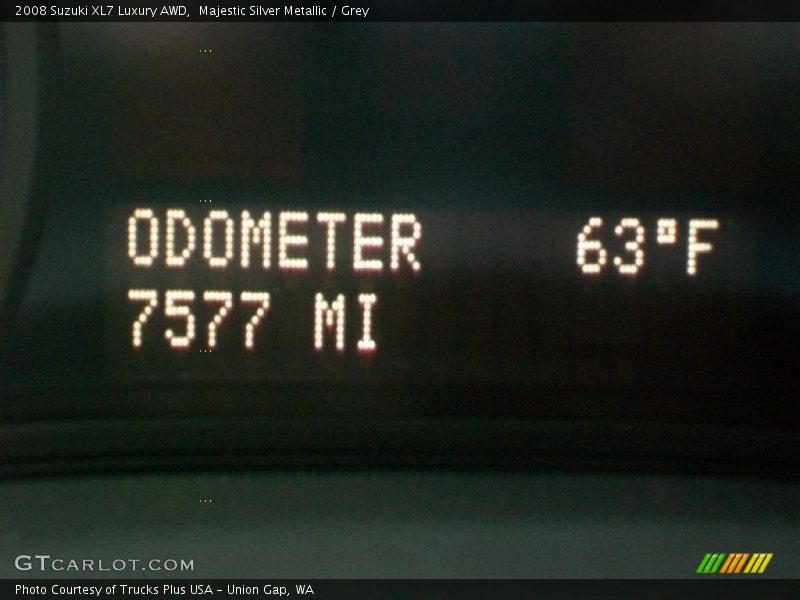 2008 Suzuki XL7 Luxury AWD,  Majestic Silver Metallic / Grey
ODOMETER 63°F
7577 MI
GTCARLOT.COM
Photo Courtesy of Trucks Plus USA - Union Gap, WA